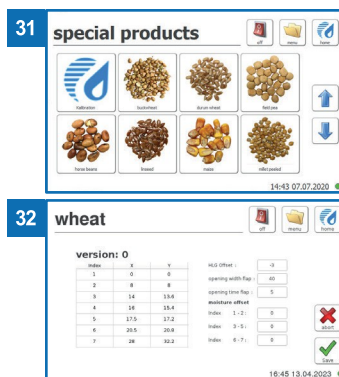 31
special products
off menu home
Kalibration buckwheat durum wheat field pea
horse beans linseed maize millet peeled
14:43 07.07.2020
32
wheat
off menu home
version: 0
Index X Y
1 0 0
2 8 8
3 14 13.6
4 16 15.4
5 17.5 17.2
6 20.5 20.8
7 28 32.2
HLG Offset : -3
opening width flap : 40
opening time flap : 5
moisture offset
Index 1 - 2 : 0
Index 3 - 5 : 0
Index 6 - 7 : 0
abort
Save
16:45 13.04.2023